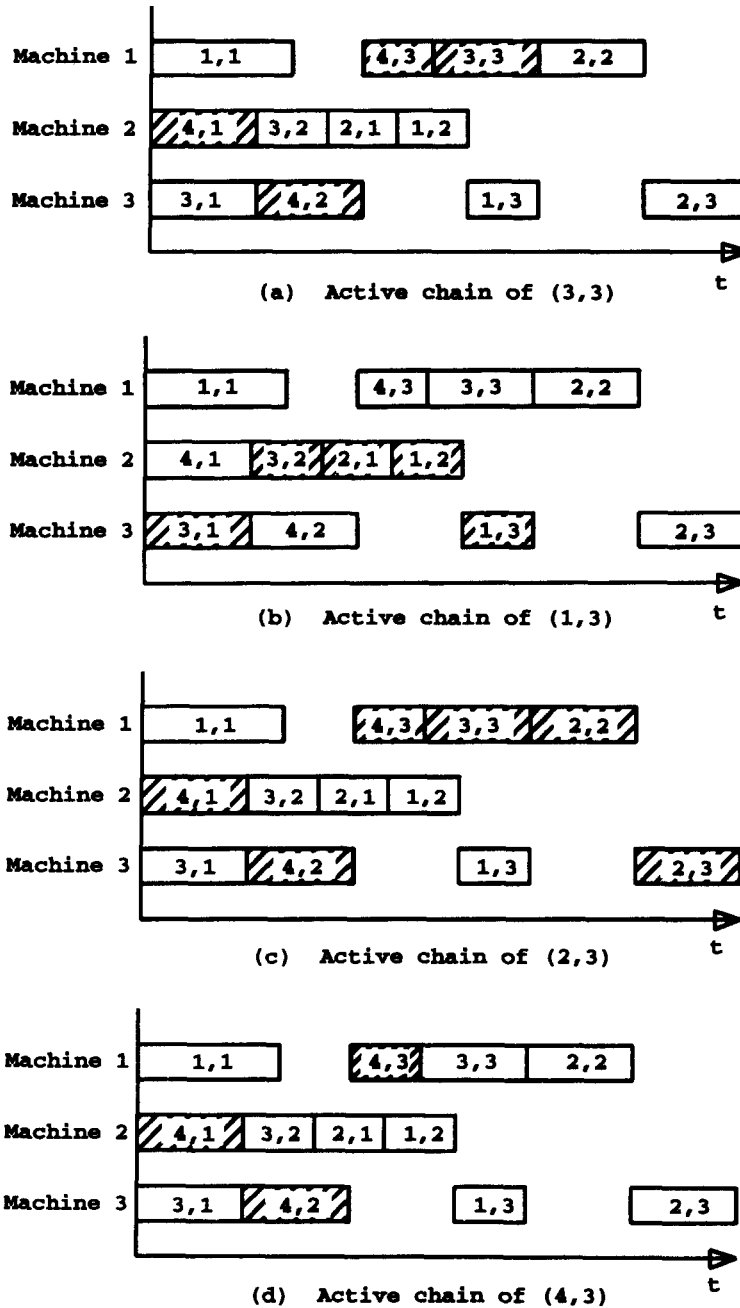 Machine 1 1,1 4,3 3,3 2,2
Machine 2 4,1 3,2 2,1 1,2
Machine 3 3,1 4,2 1,3 2,3
t
(a) Active chain of (3,3)
Machine 1 1,1 4,3 3,3 2,2
Machine 2 4,1 3,2 2,1 1,2
Machine 3 3,1 4,2 1,3 2,3
t
(b) Active chain of (1,3)
Machine 1 1,1 4,3 3,3 2,2
Machine 2 4,1 3,2 2,1 1,2
Machine 3 3,1 4,2 1,3 2,3
t
(c) Active chain of (2,3)
Machine 1 1,1 4,3 3,3 2,2
Machine 2 4,1 3,2 2,1 1,2
Machine 3 3,1 4,2 1,3 2,3
t
(d) Active chain of (4,3)